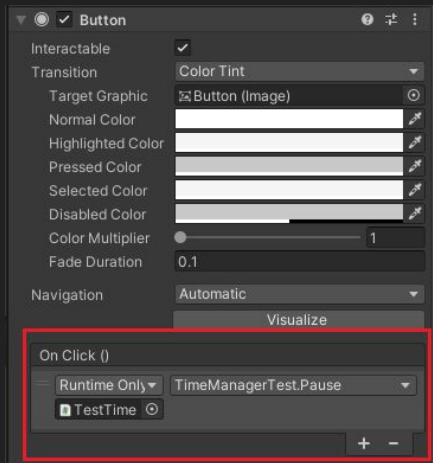 Button
Interactable
Transition Color Tint
Target Graphic Button (Image)
Normal Color
Highlighted Color
Pressed Color
Selected Color
Disabled Color
Color Multiplier 1
Fade Duration 0.1
Navigation Automatic
Visualize
On Click ()
Runtime Only TimeManagerTest.Pause
TestTime
+ −